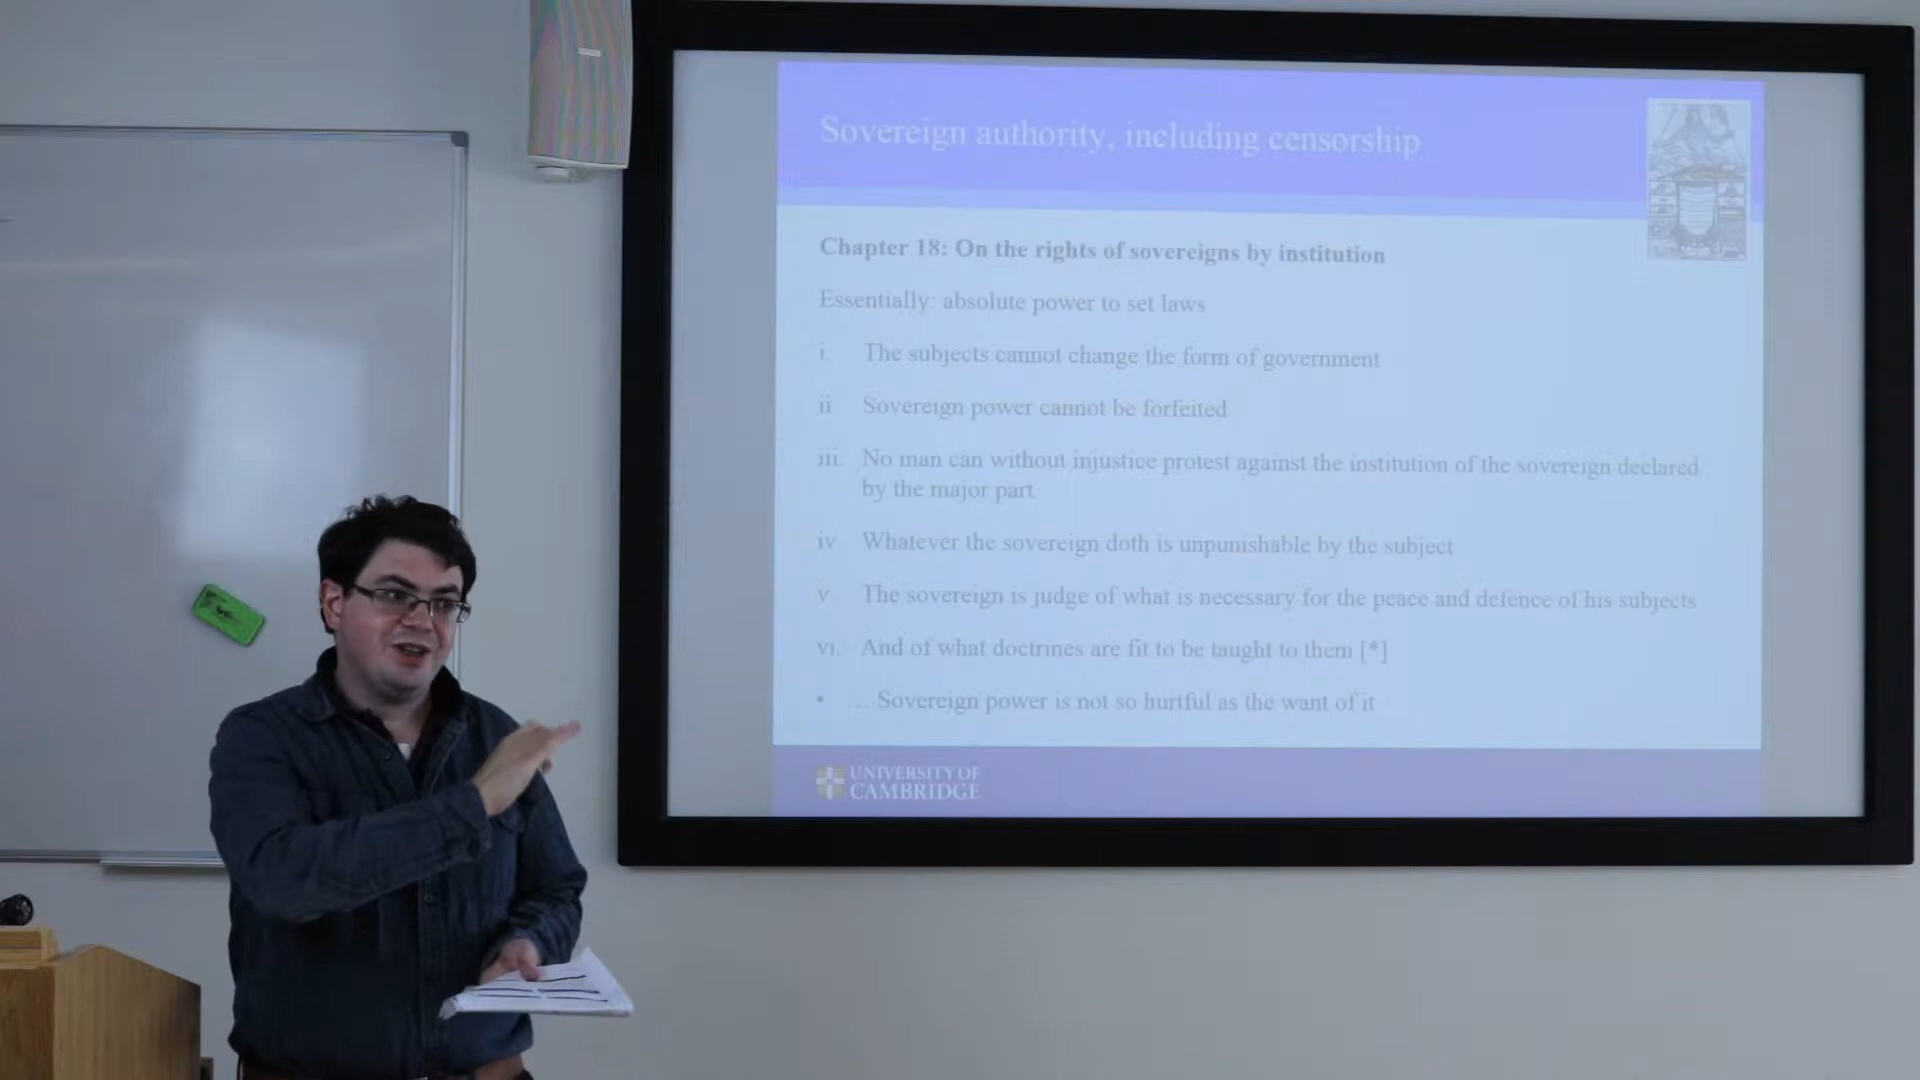 Sovereign authority, including censorship
Chapter 18: On the rights of sovereigns by institution
Essentially: absolute power to set laws
i. The subjects cannot change the form of government
ii Sovereign power cannot be forfeited
iii. No man can without injustice protest against the institution of the sovereign declared
by the major part
iv Whatever the sovereign doth is unpunishable by the subject
v. The sovereign is judge of what is necessary for the peace and defence of his subjects
vi. And of what doctrines are fit to be taught to them [*]
• … Sovereign power is not so hurtful as the want of it
UNIVERSITY OF
CAMBRIDGE